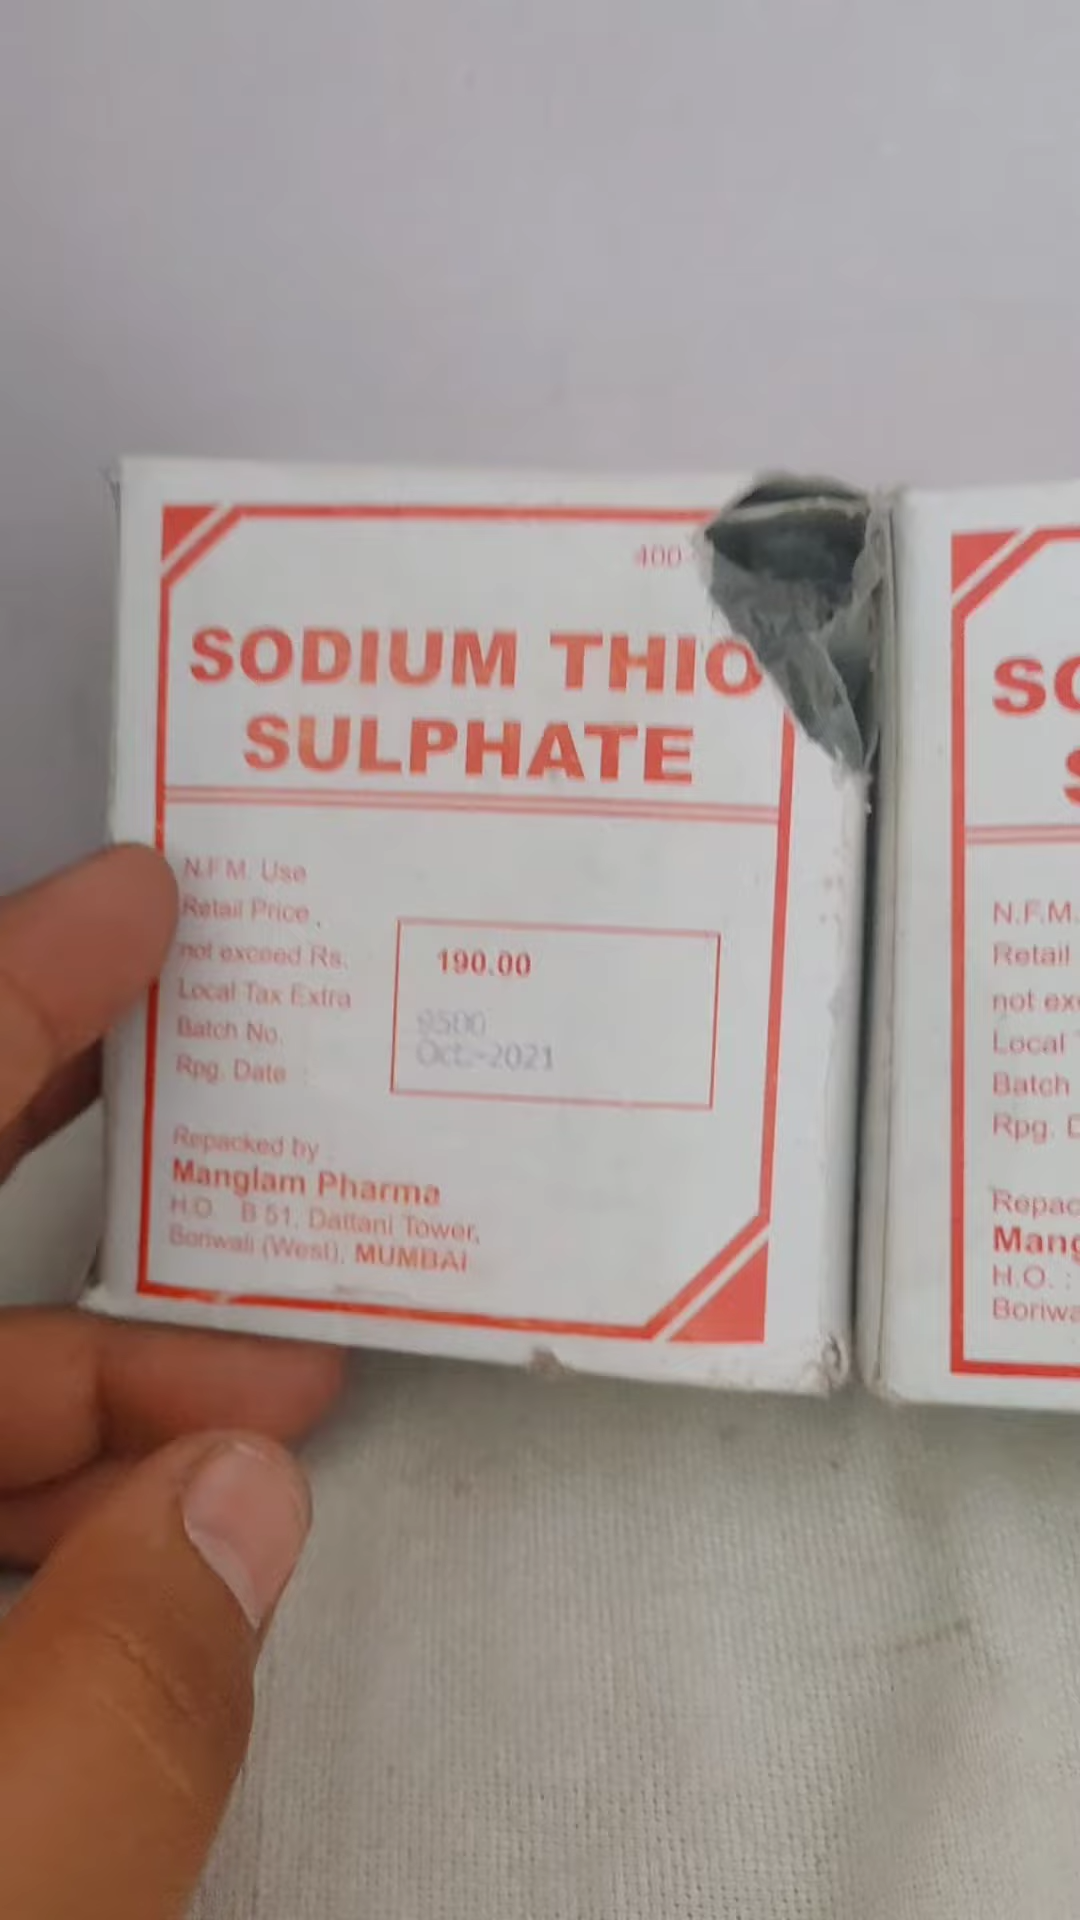 400
SODIUM THIO
SULPHATE
N.F.M. Use
Retail Price
not exceed Rs.
190.00
Local Tax Extra
Batch No.
9500
Rpg. Date :
Oct.-2021
Repacked by
Manglam Pharma
H.O. B 51, Dattani Tower,
Boriwali (West), MUMBAI
SO
S
N.F.M.
Retail
not ex
Local
Batch
Rpg. D
Repac
Mang
H.O. :
Boriwa